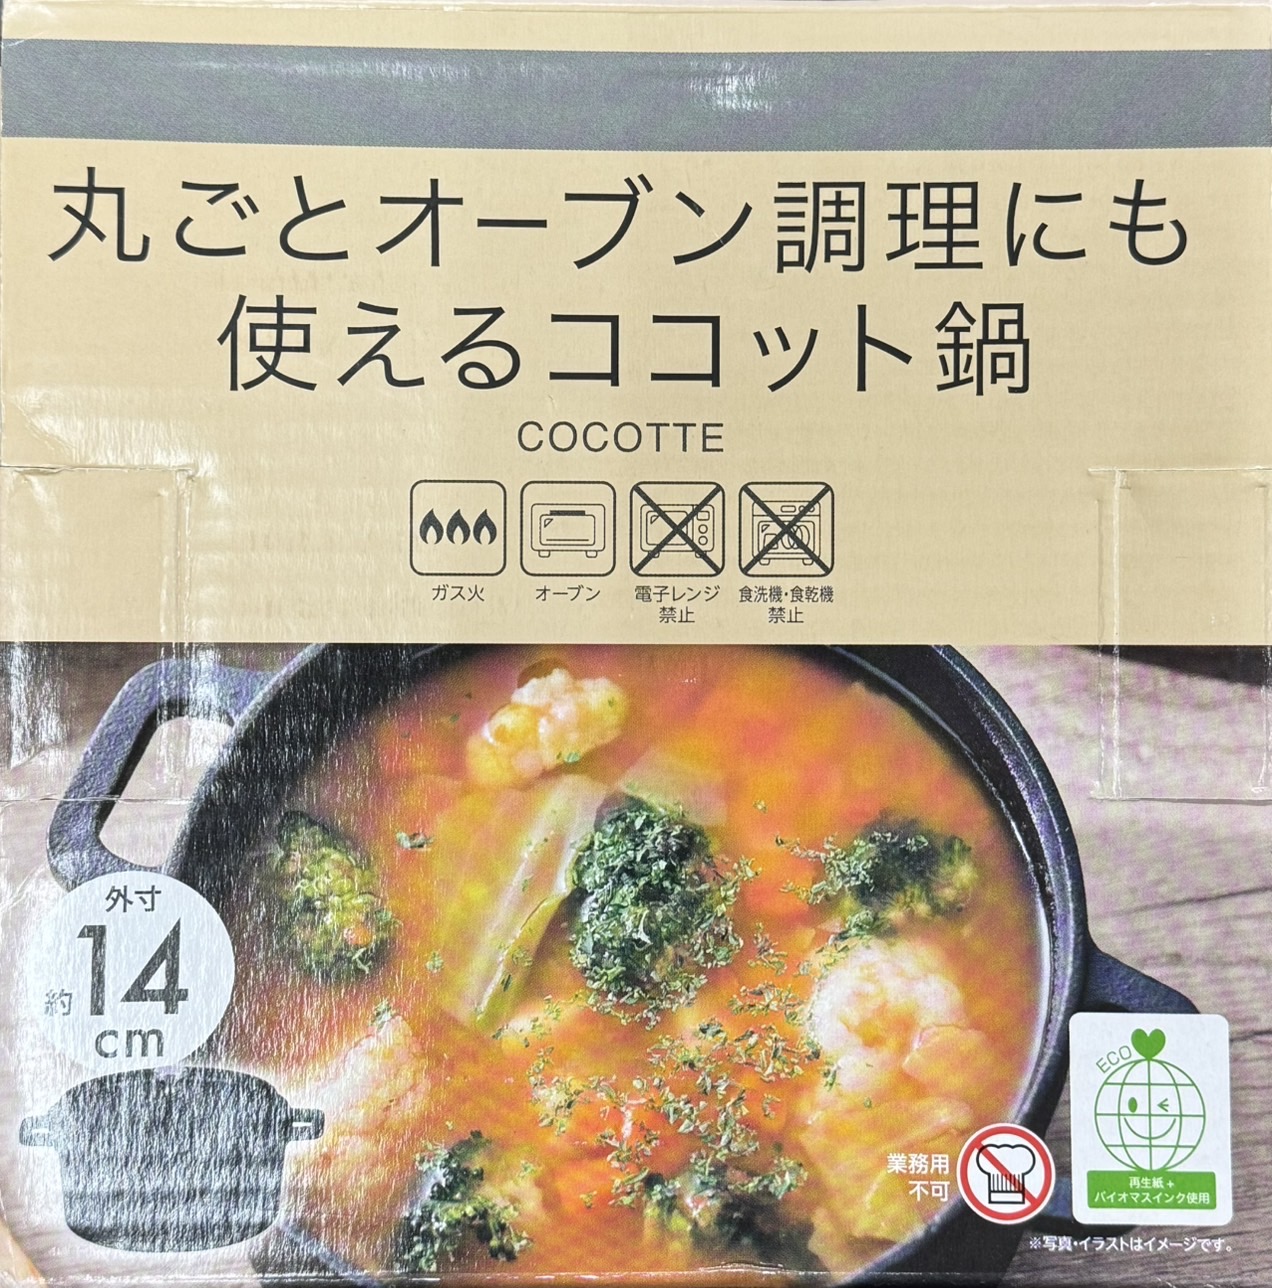 丸ごとオーブン調理にも
使えるココット鍋
COCOTTE
ガス火
オーブン
電子レンジ
禁止
食洗機・食乾機
禁止
外寸
約14
cm
業務用
不可
ECO
再生紙+
バイオマスインク使用
※写真・イラストはイメージです。